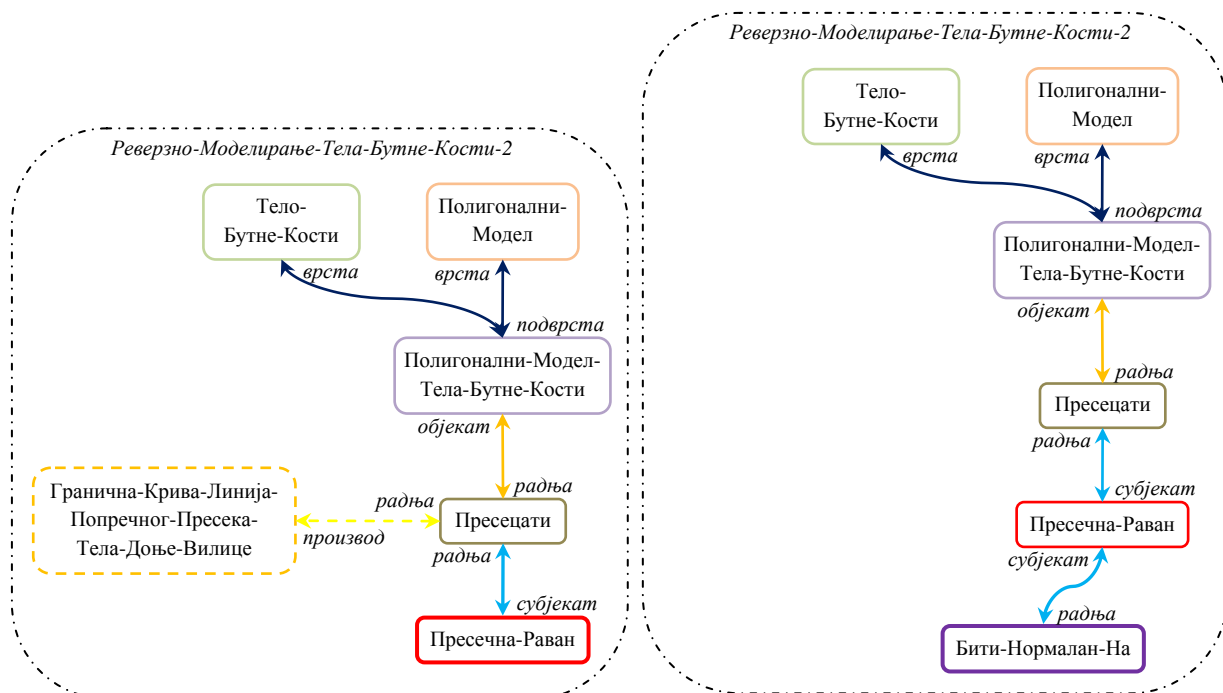 Реверзно-Моделирање-Тела-Бутне-Кости-2
Тело-
Бутне-Кости
Полигонални-
Модел
врста
врста
подврста
Полигонални-Модел-
Тела-Бутне-Кости
објекат
радња
Гранична-Крива-Линија-
Попречног-Пресека-
Тела-Доње-Вилице
радња
производ
Пресецати
радња
субјекат
Пресечна-Раван
Реверзно-Моделирање-Тела-Бутне-Кости-2
Тело-
Бутне-Кости
Полигонални-
Модел
врста
врста
подврста
Полигонални-Модел-
Тела-Бутне-Кости
објекат
радња
Пресецати
радња
субјекат
Пресечна-Раван
субјекат
радња
Бити-Нормалан-На